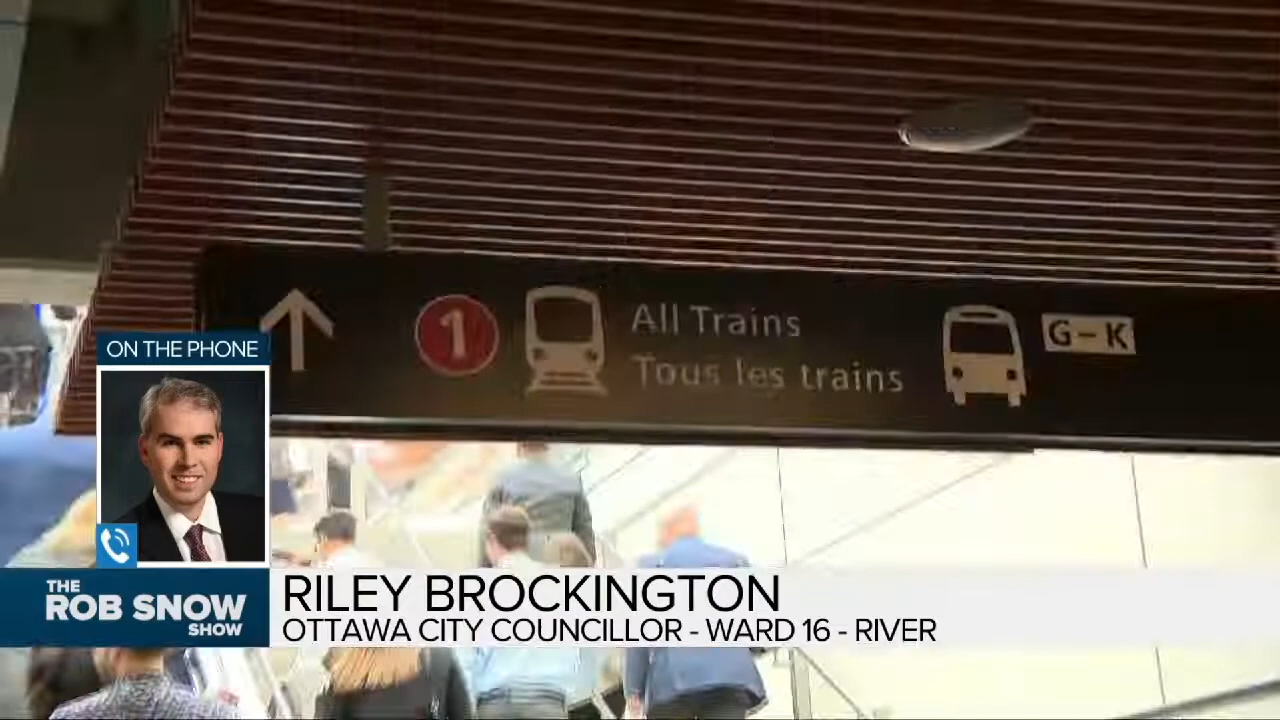 1
All Trains
Tous les trains
G-K
ON THE PHONE
THE
ROB SNOW
SHOW
RILEY BROCKINGTON
OTTAWA CITY COUNCILLOR - WARD 16 - RIVER